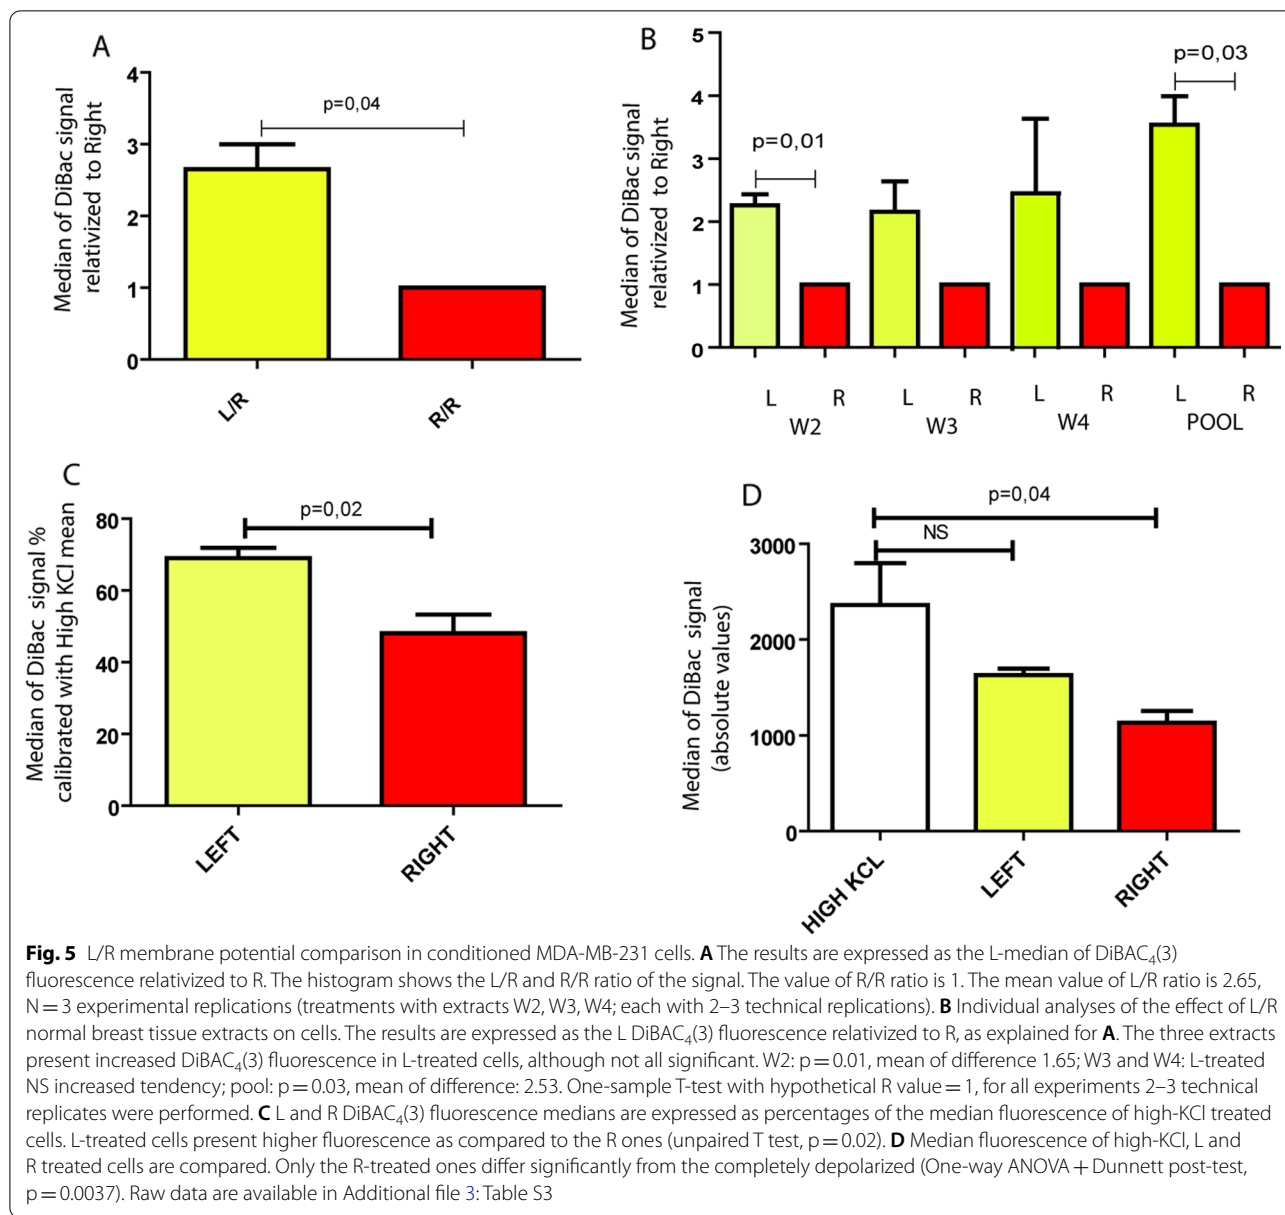 A
Median of DiBac signal
relativized to Right
4
3
2
1
0
p=0,04
L/R
R/R
B
Median of DiBac signal
relativized to Right
5
4
3
2
1
0
p=0,01
p=0,03
L R L R L R L R
W2 W3 W4 POOL
C
Median of DiBac signal %
calibrated with High KCl mean
80
60
40
20
0
p=0,02
LEFT
RIGHT
D
Median of DiBac signal
(absolute values)
3000
2000
1000
0
p=0,04
NS
HIGH KCL
LEFT
RIGHT
Fig. 5 L/R membrane potential comparison in conditioned MDA-MB-231 cells. A The results are expressed as the L-median of DiBAC₄(3)
fluorescence relativized to R. The histogram shows the L/R and R/R ratio of the signal. The value of R/R ratio is 1. The mean value of L/R ratio is 2.65,
N = 3 experimental replications (treatments with extracts W2, W3, W4; each with 2–3 technical replications). B Individual analyses of the effect of L/R
normal breast tissue extracts on cells. The results are expressed as the L DiBAC₄(3) fluorescence relativized to R, as explained for A. The three extracts
present increased DiBAC₄(3) fluorescence in L-treated cells, although not all significant. W2: p = 0.01, mean of difference 1.65; W3 and W4: L-treated
NS increased tendency; pool: p = 0.03, mean of difference: 2.53. One-sample T-test with hypothetical R value = 1, for all experiments 2–3 technical
replicates were performed. C L and R DiBAC₄(3) fluorescence medians are expressed as percentages of the median fluorescence of high-KCl treated
cells. L-treated cells present higher fluorescence as compared to the R ones (unpaired T test, p = 0.02). D Median fluorescence of high-KCl, L and
R treated cells are compared. Only the R-treated ones differ significantly from the completely depolarized (One-way ANOVA + Dunnett post-test,
p = 0.0037). Raw data are available in Additional file 3: Table S3